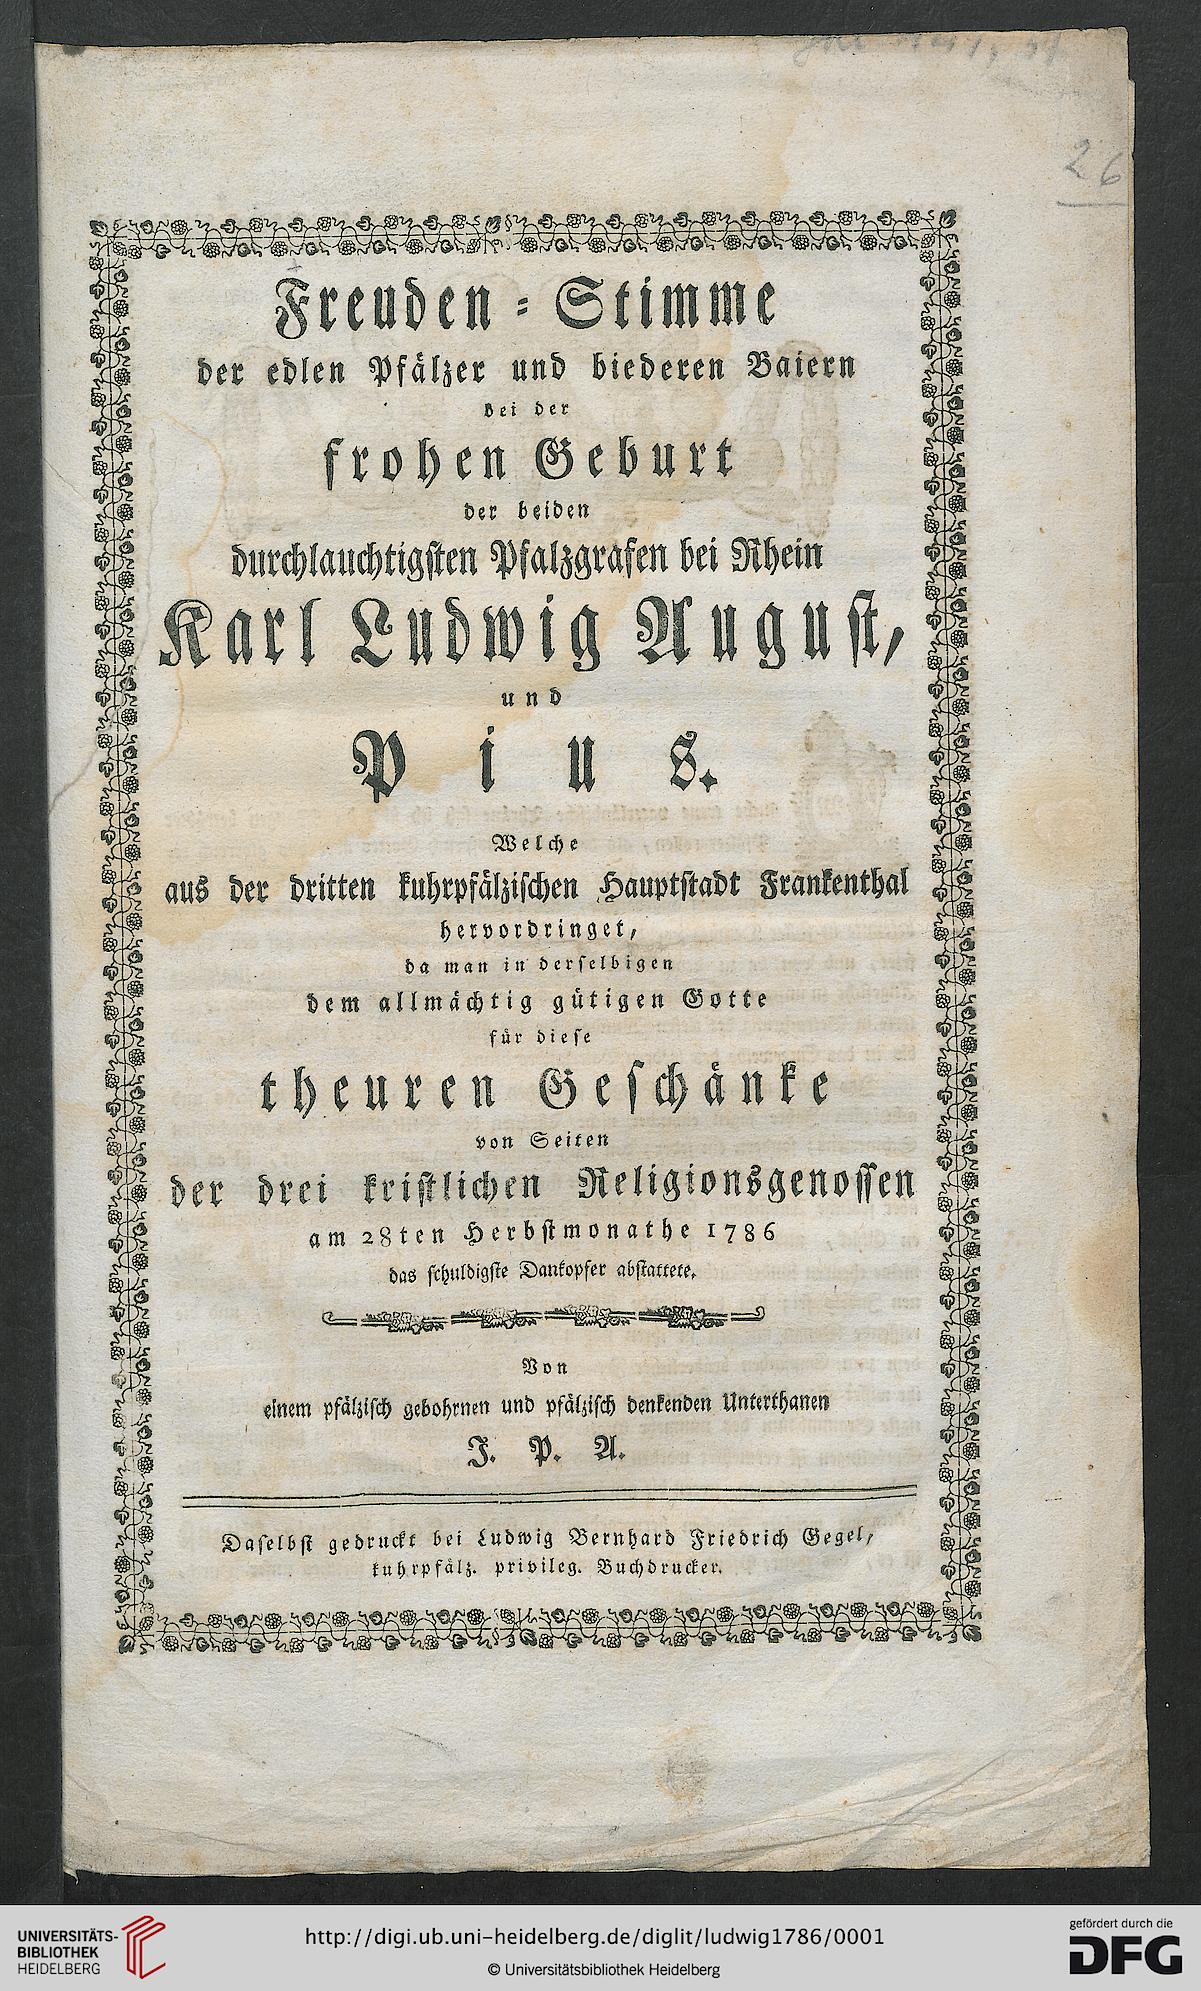 26
Freuden-Stimme
der edlen Pfälzer und biederen Baiern
bei der
frohen Geburt
der beiden
durchlauchtigsten Pfalzgrafen bei Rhein
Karl Ludwig August,
und
Pius.
Welche
aus der dritten kuhrpfälzischen Hauptstadt Frankenthal
hervordringet,
da man in derselbigen
dem allmächtig gütigen Gotte
für diese
theuren Geschänke
von Seiten
der drei kristlichen Religionsgenossen
am 28ten Herbstmonathe 1786
das schuldigste Dankopfer abstattete.
Von
einem pfälzisch gebohrnen und pfälzisch denkenden Unterthanen
J. P. A.
Daselbst gedruckt bei Ludwig Bernhard Friedrich Gegel,
kuhrpfälz. privileg. Buchdrucker.
UNIVERSITÄTS-
BIBLIOTHEK
HEIDELBERG
http://digi.ub.uni-heidelberg.de/diglit/ludwig1786/0001
© Universitätsbibliothek Heidelberg
gefördert durch die
DFG